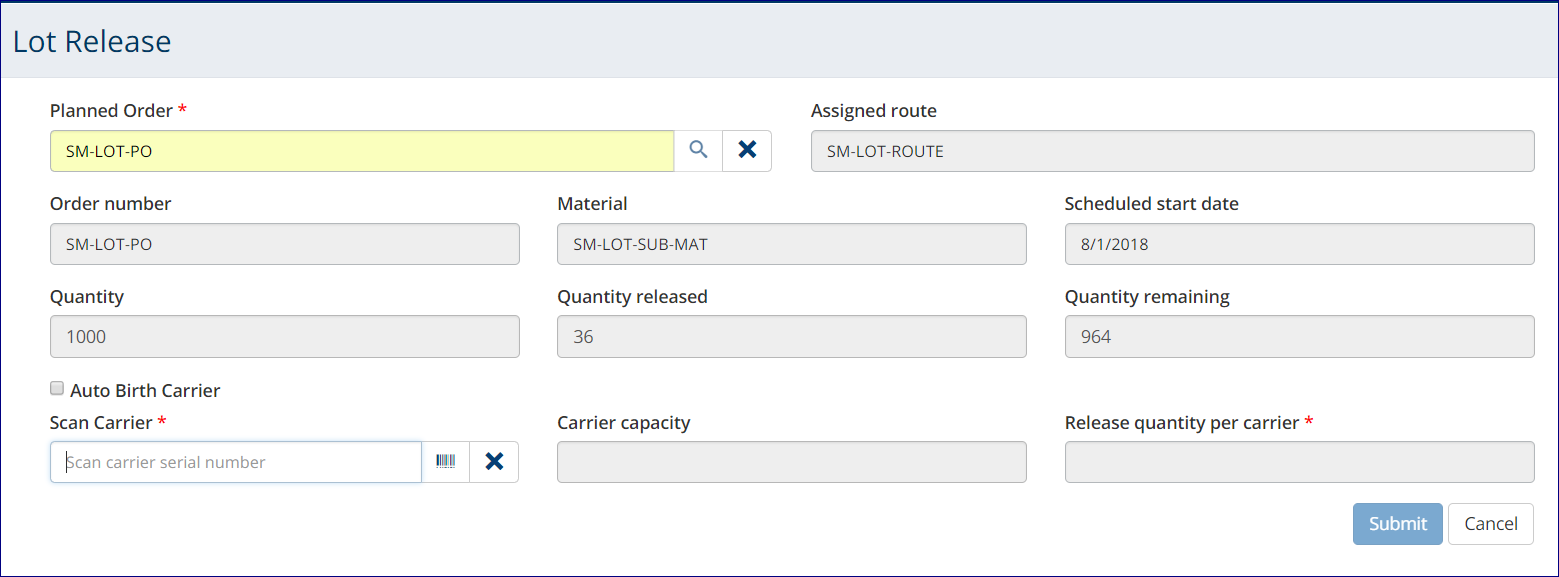 Lot Release
Planned Order * Assigned route
SM-LOT-PO SM-LOT-ROUTE
Order number Material Scheduled start date
SM-LOT-PO SM-LOT-SUB-MAT 8/1/2018
Quantity Quantity released Quantity remaining
1000 36 964
Auto Birth Carrier
Scan Carrier * Carrier capacity Release quantity per carrier *
Scan carrier serial number
Submit Cancel